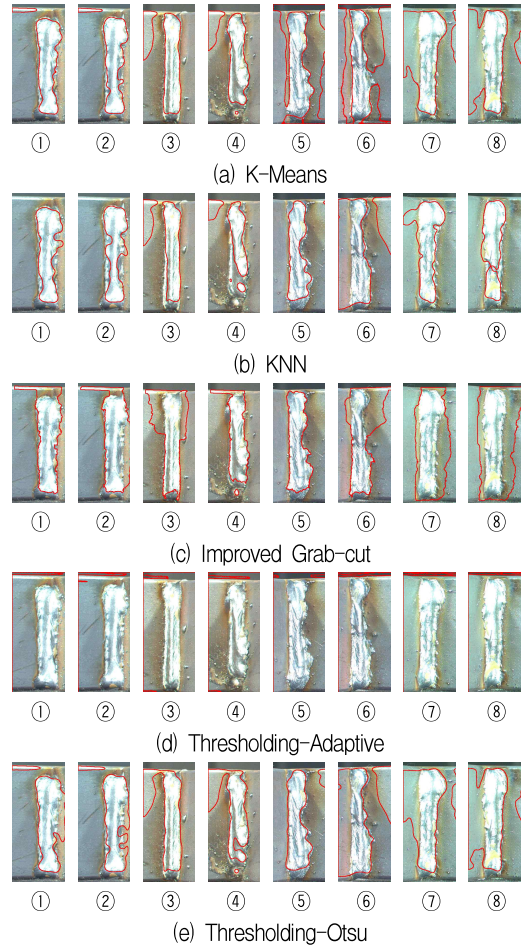 ① ② ③ ④ ⑤ ⑥ ⑦ ⑧
(a) K-Means
① ② ③ ④ ⑤ ⑥ ⑦ ⑧
(b) KNN
① ② ③ ④ ⑤ ⑥ ⑦ ⑧
(c) Improved Grab-cut
① ② ③ ④ ⑤ ⑥ ⑦ ⑧
(d) Thresholding-Adaptive
① ② ③ ④ ⑤ ⑥ ⑦ ⑧
(e) Thresholding-Otsu